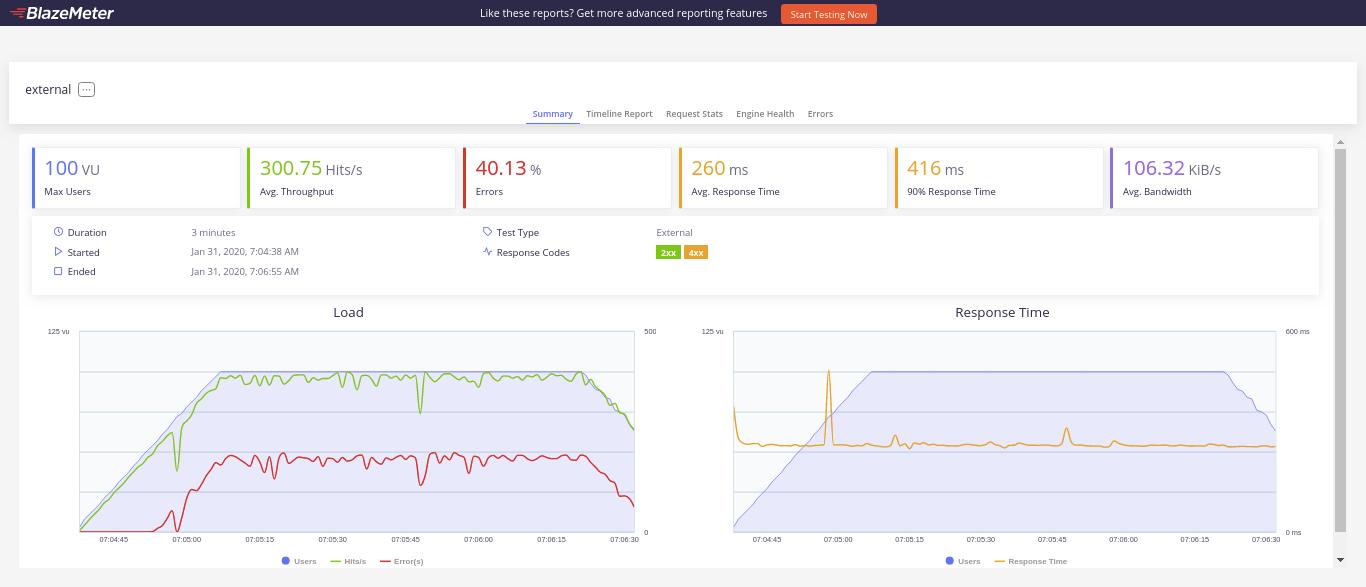 BlazeMeter
Like these reports? Get more advanced reporting features
Start Testing Now
external
Summary Timeline Report Request Stats Engine Health Errors
100 VU
Max Users
300.75 Hits/s
Avg. Throughput
40.13 %
Errors
260 ms
Avg. Response Time
416 ms
90% Response Time
106.32 KiB/s
Avg. Bandwidth
Duration 3 minutes
Started Jan 31, 2020, 7:04:38 AM
Ended Jan 31, 2020, 7:06:55 AM
Test Type External
Response Codes 2xx 4xx
Load
125 vu 500
0
07:04:45 07:05:00 07:05:15 07:05:30 07:05:45 07:06:00 07:06:15 07:06:30
Users Hits/s Error(s)
Response Time
125 vu 600 ms
0 ms
07:04:45 07:05:00 07:05:15 07:05:30 07:05:45 07:06:00 07:06:15 07:06:30
Users Response Time